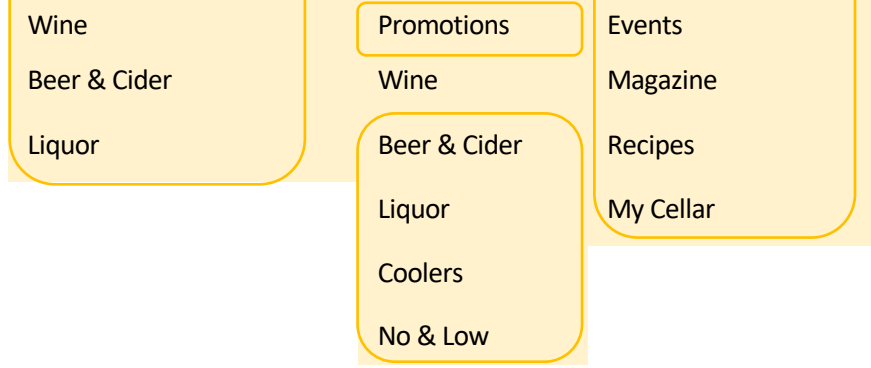 Wine
Beer & Cider
Liquor
Promotions
Wine
Beer & Cider
Liquor
Coolers
No & Low
Events
Magazine
Recipes
My Cellar